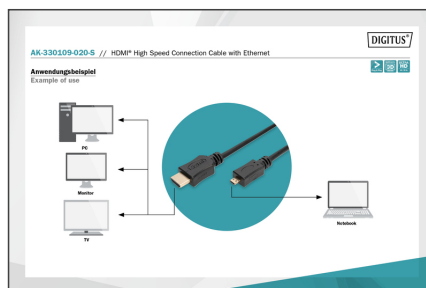 DIGITUS®
AK-330109-020-S // HDMI® High Speed Connection Cable with Ethernet
Anwendungsbeispiel
Example of use
PC
Monitor
TV
Notebook